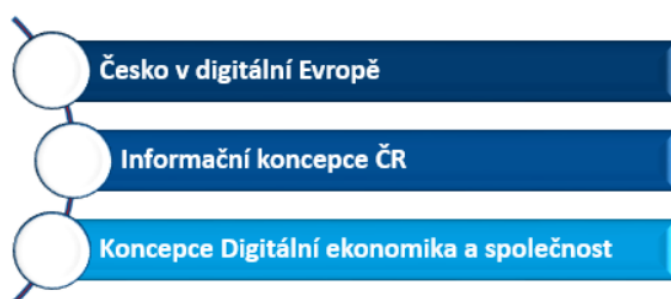 Česko v digitální Evropě
Informační koncepce ČR
Koncepce Digitální ekonomika a společnost